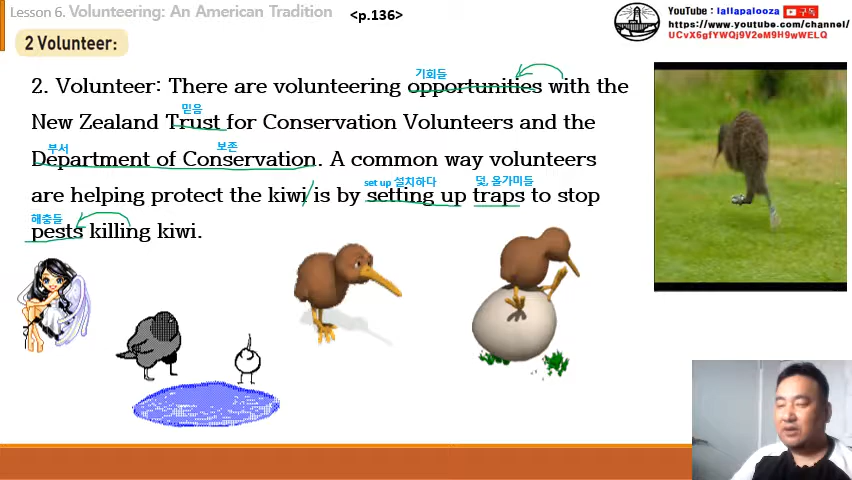 Lesson 6. Volunteering: An American Tradition <p.136>
YouTube : lallapalooza 구독
https://www.youtube.com/channel/
UCvX6gfYWQj9V2eM9H9wWELQ
2 Volunteer:
기회들
2. Volunteer: There are volunteering opportunities with the
믿음
New Zealand Trust for Conservation Volunteers and the
부서 보존
Department of Conservation. A common way volunteers
set up 설치하다 덫, 올가미들
are helping protect the kiwi/is by setting up traps to stop
해충들
pests killing kiwi.